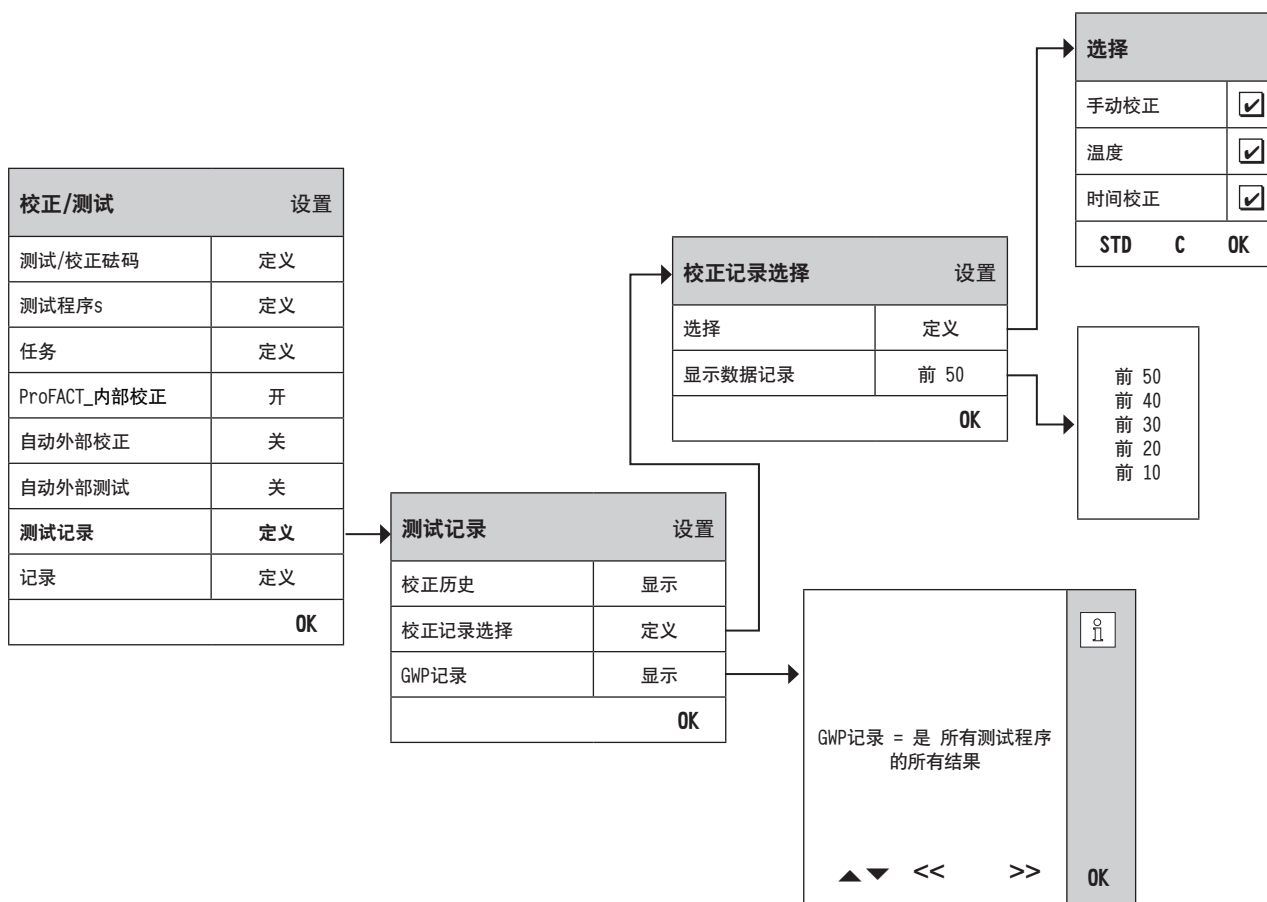 校正/测试 设置
测试/校正砝码 定义
测试程序s 定义
任务 定义
ProFACT_内部校正 开
自动外部校正 关
自动外部测试 关
测试记录 定义
记录 定义
OK
测试记录 设置
校正历史 显示
校正记录选择 定义
GWP记录 显示
OK
校正记录选择 设置
选择 定义
显示数据记录 前 50
OK
选择
手动校正
温度
时间校正
STD C OK
前 50
前 40
前 30
前 20
前 10
GWP记录 = 是 所有测试程序
的所有结果
<< >> OK